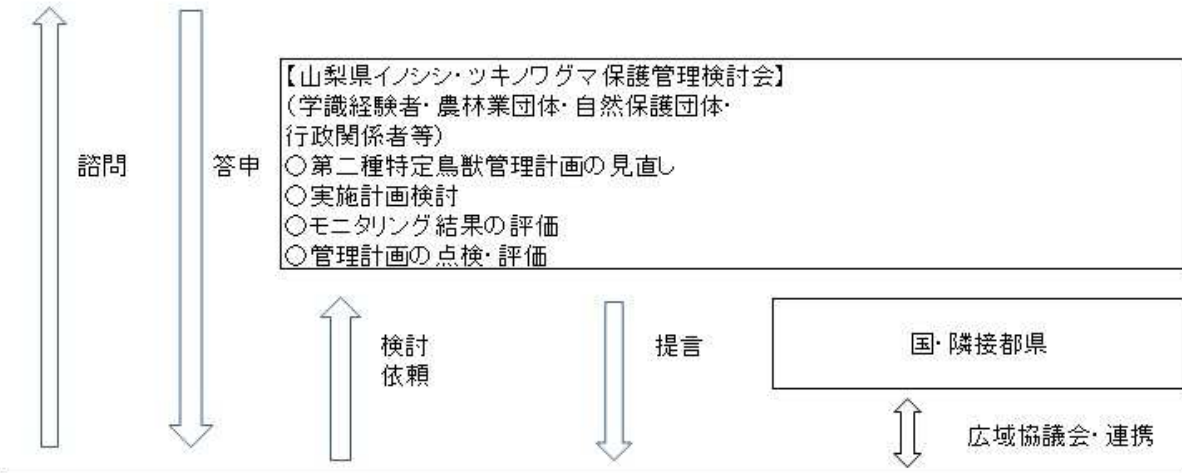 【山梨県イノシシ・ツキノワグマ保護管理検討会】
(学識経験者・農林業団体・自然保護団体・
行政関係者等)
○第二種特定鳥獣管理計画の見直し
○実施計画検討
○モニタリング結果の評価
○管理計画の点検・評価
諮問
答申
検討
依頼
提言
国・隣接都県
広域協議会・連携